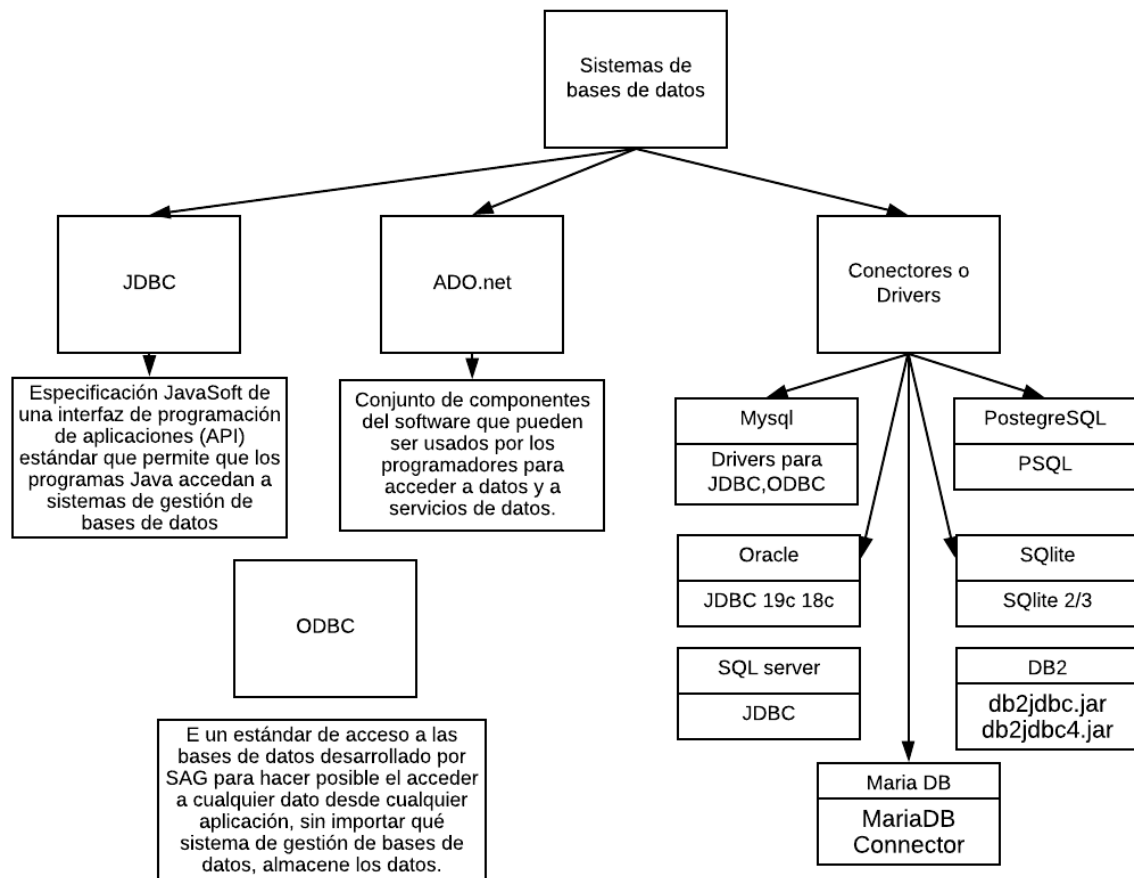 Sistemas de
bases de datos
JDBC
ADO.net
Conectores o
Drivers
Especificación JavaSoft de
una interfaz de programación
de aplicaciones (API)
estándar que permite que los
programas Java accedan a
sistemas de gestión de
bases de datos
Conjunto de componentes
del software que pueden
ser usados por los
programadores para
acceder a datos y a
servicios de datos.
Mysql
Drivers para
JDBC,ODBC
PostegreSQL
PSQL
Oracle
JDBC 19c 18c
SQlite
SQlite 2/3
ODBC
SQL server
JDBC
DB2
db2jdbc.jar
db2jdbc4.jar
E un estándar de acceso a las
bases de datos desarrollado por
SAG para hacer posible el acceder
a cualquier dato desde cualquier
aplicación, sin importar qué
sistema de gestión de bases de
datos, almacene los datos.
Maria DB
MariaDB
Connector